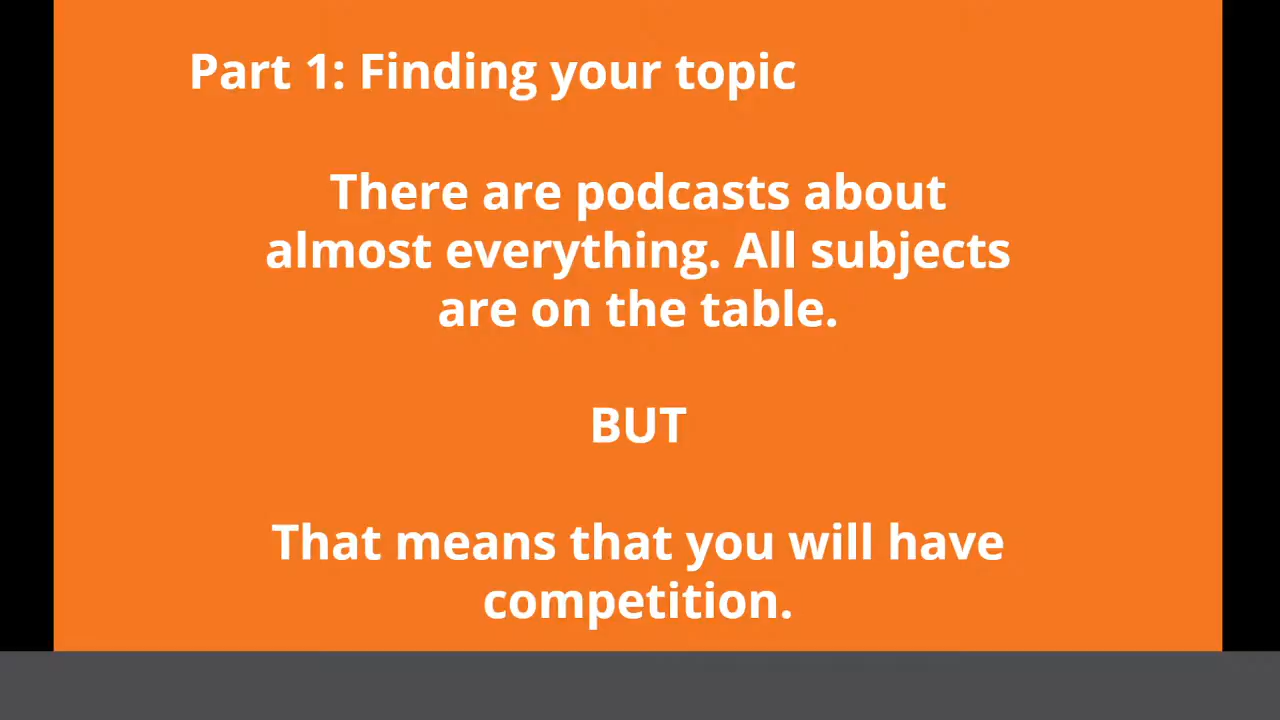 Part 1: Finding your topic
There are podcasts about
almost everything. All subjects
are on the table.
BUT
That means that you will have
competition.